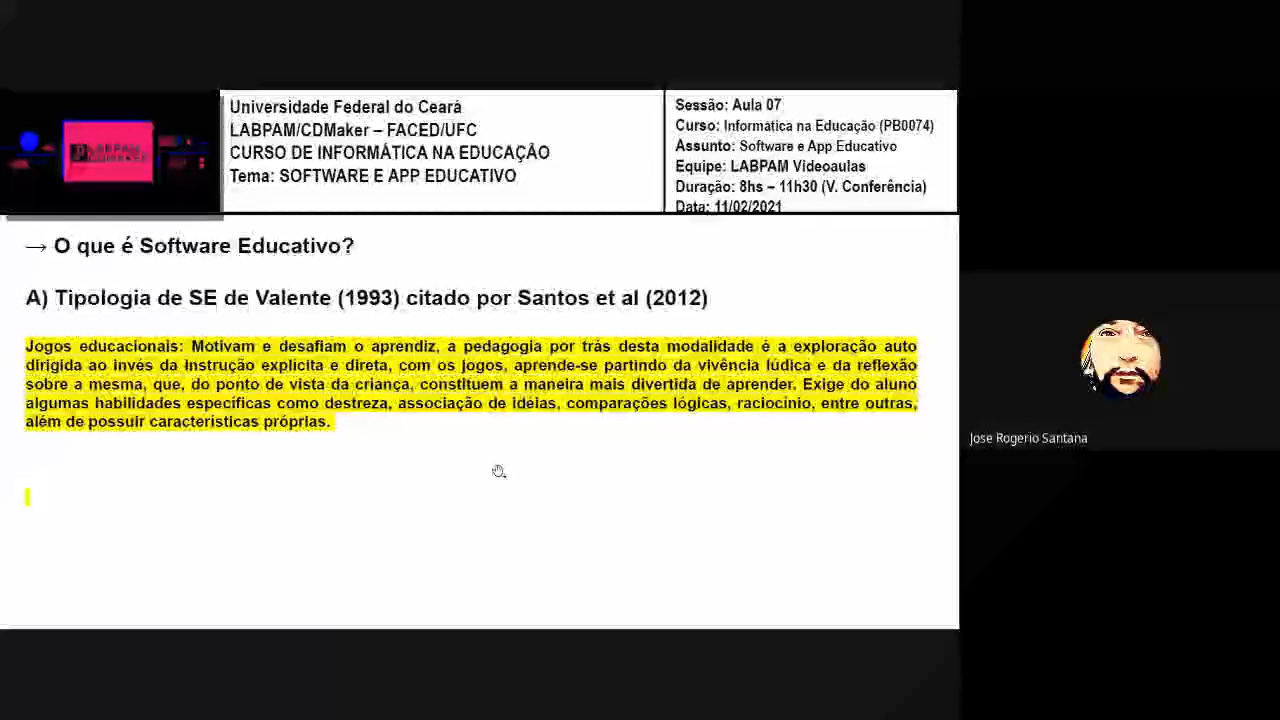 Universidade Federal do Ceará
LABPAM/CDMaker – FACED/UFC
CURSO DE INFORMÁTICA NA EDUCAÇÃO
Tema: SOFTWARE E APP EDUCATIVO
Sessão: Aula 07
Curso: Informática na Educação (PB0074)
Assunto: Software e App Educativo
Equipe: LABPAM Videoaulas
Duração: 8hs – 11h30 (V. Conferência)
Data: 11/02/2021
→ O que é Software Educativo?
A) Tipologia de SE de Valente (1993) citado por Santos et al (2012)
Jogos educacionais: Motivam e desafiam o aprendiz, a pedagogia por trás desta modalidade é a exploração auto
dirigida ao invés da instrução explícita e direta, com os jogos, aprende-se partindo da vivência lúdica e da reflexão
sobre a mesma, que, do ponto de vista da criança, constituem a maneira mais divertida de aprender. Exige do aluno
algumas habilidades específicas como destreza, associação de idéias, comparações lógicas, raciocínio, entre outras,
além de possuir características próprias.
Jose Rogerio Santana